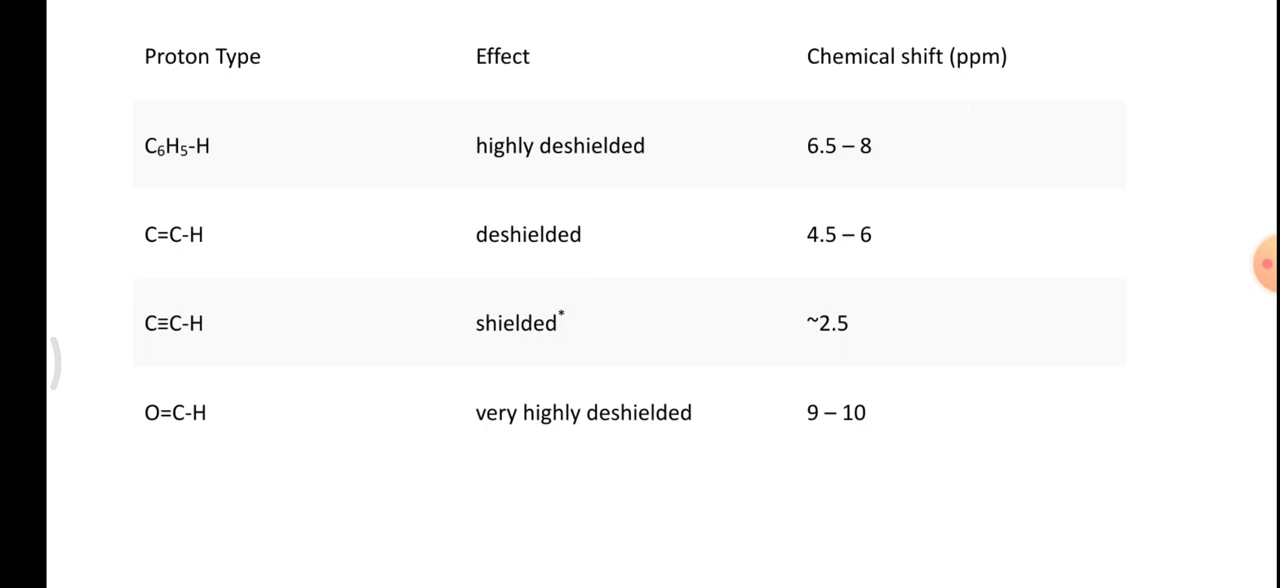 Proton Type Effect Chemical shift (ppm)
C₆H₅-H highly deshielded 6.5 – 8
C=C-H deshielded 4.5 – 6
C≡C-H shielded* ~2.5
O=C-H very highly deshielded 9 – 10